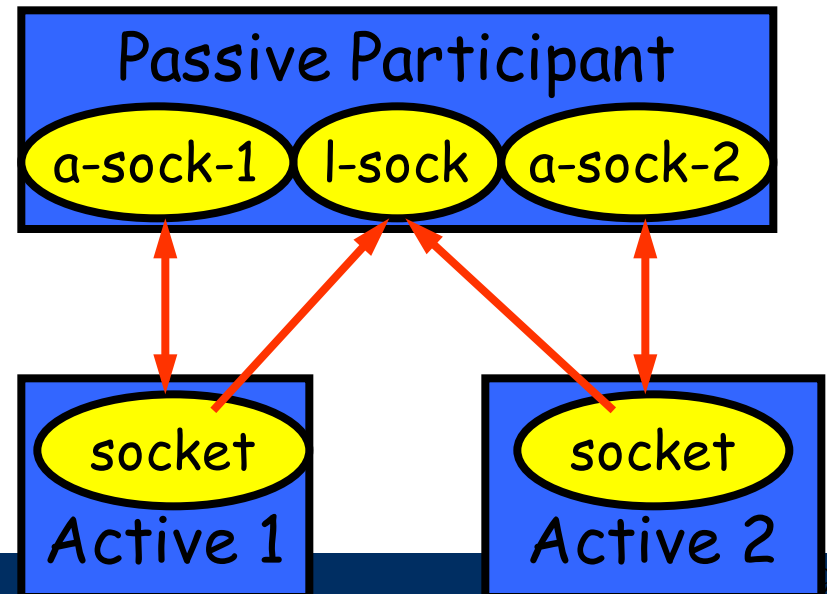 Passive Participant
a-sock-1 l-sock a-sock-2
socket socket
Active 1 Active 2